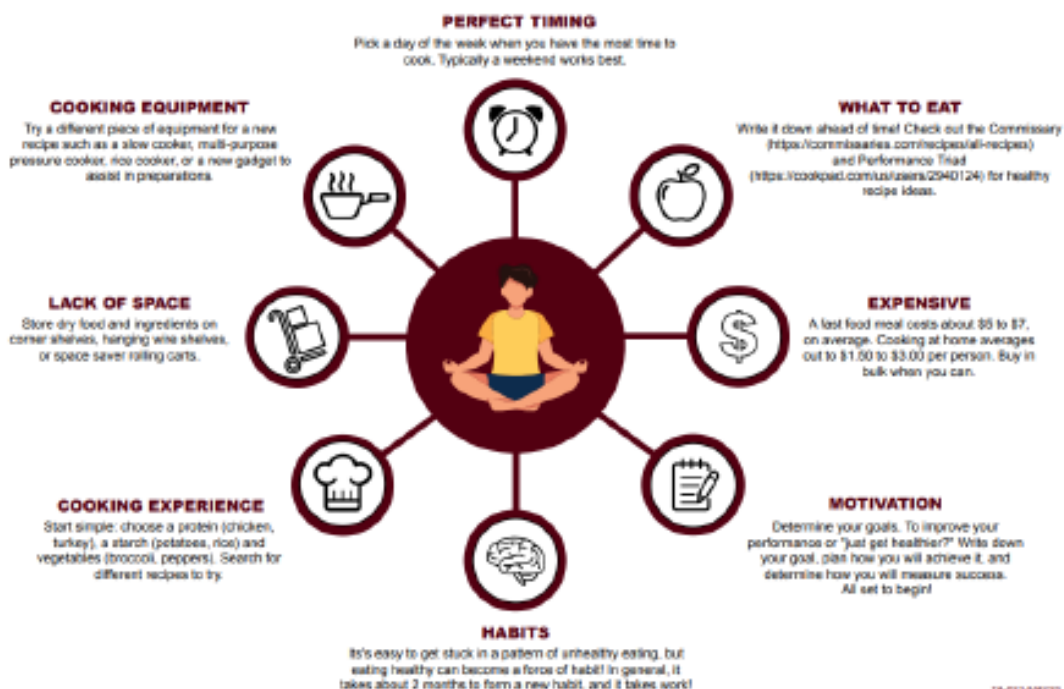 PERFECT TIMING
Pick a day of the week when you have the most time to
cook. Typically a weekend works best.
COOKING EQUIPMENT
Try a different piece of equipment for a new
recipe such as a slow cooker, multi-purpose
pressure cooker, rice cooker, or a new gadget to
assist in preparations.
WHAT TO EAT
Write it down ahead of time! Check out the Commissary
(https://commissaries.com/recipes/all-recipes)
and Performance Triad
(https://cookpad.com/us/users/2940124) for healthy
recipe ideas.
LACK OF SPACE
Store dry food and ingredients on
corner shelves, hanging wire shelves,
or space saver rolling carts.
EXPENSIVE
A fast food meal costs about $5 to $7,
on average. Cooking at home averages
out to $1.50 to $3.00 per person. Buy in
bulk when you can.
COOKING EXPERIENCE
Start simple: choose a protein (chicken,
turkey), a starch (potatoes, rice) and
vegetables (broccoli, peppers). Search for
different recipes to try.
MOTIVATION
Determine your goals. To improve your
performance or "just get healthier?" Write down
your goal, plan how you will achieve it, and
determine how you will measure success.
All set to begin!
HABITS
Its's easy to get stuck in a pattern of unhealthy eating, but
eating healthy can become a force of habit! In general, it
takes about 2 months to form a new habit, and it takes work!